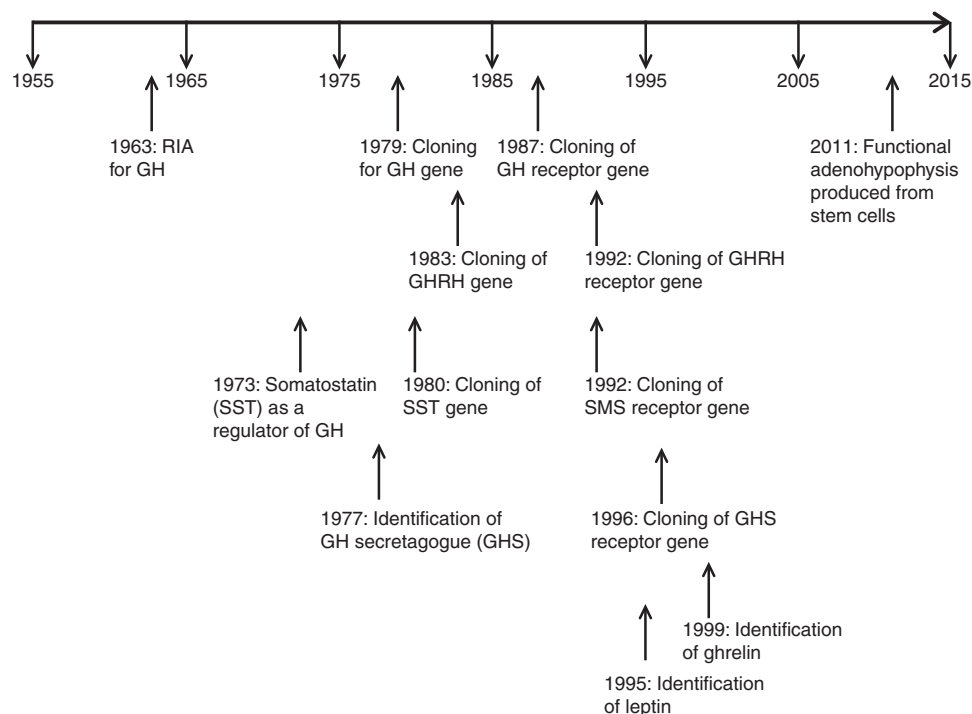 1955 1965 1975 1985 1995 2005 2015
1963: RIA
for GH
1979: Cloning
for GH gene
1987: Cloning of
GH receptor gene
2011: Functional
adenohypophysis
produced from
stem cells
1983: Cloning of
GHRH gene
1992: Cloning of GHRH
receptor gene
1973: Somatostatin
(SST) as a
regulator of GH
1980: Cloning of
SST gene
1992: Cloning of
SMS receptor gene
1977: Identification of
GH secretagogue (GHS)
1996: Cloning of GHS
receptor gene
1999: Identification
of ghrelin
1995: Identification
of leptin